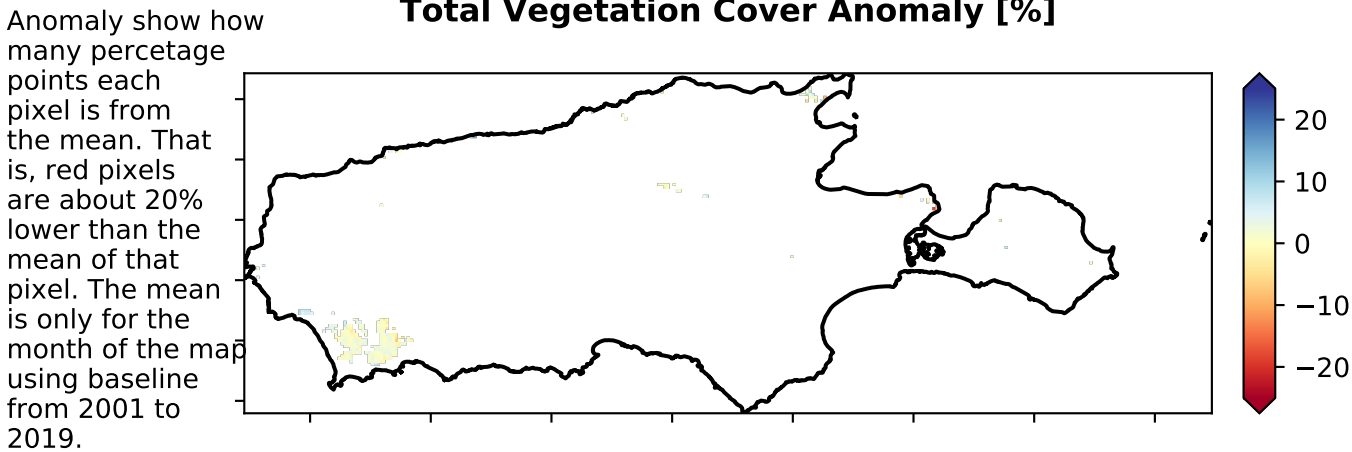 Total Vegetation Cover Anomaly [%]
Anomaly show how
many percetage
points each
pixel is from
the mean. That
is, red pixels
are about 20%
lower than the
mean of that
pixel. The mean
is only for the
month of the map
using baseline
from 2001 to
2019.
20
10
0
−10
−20